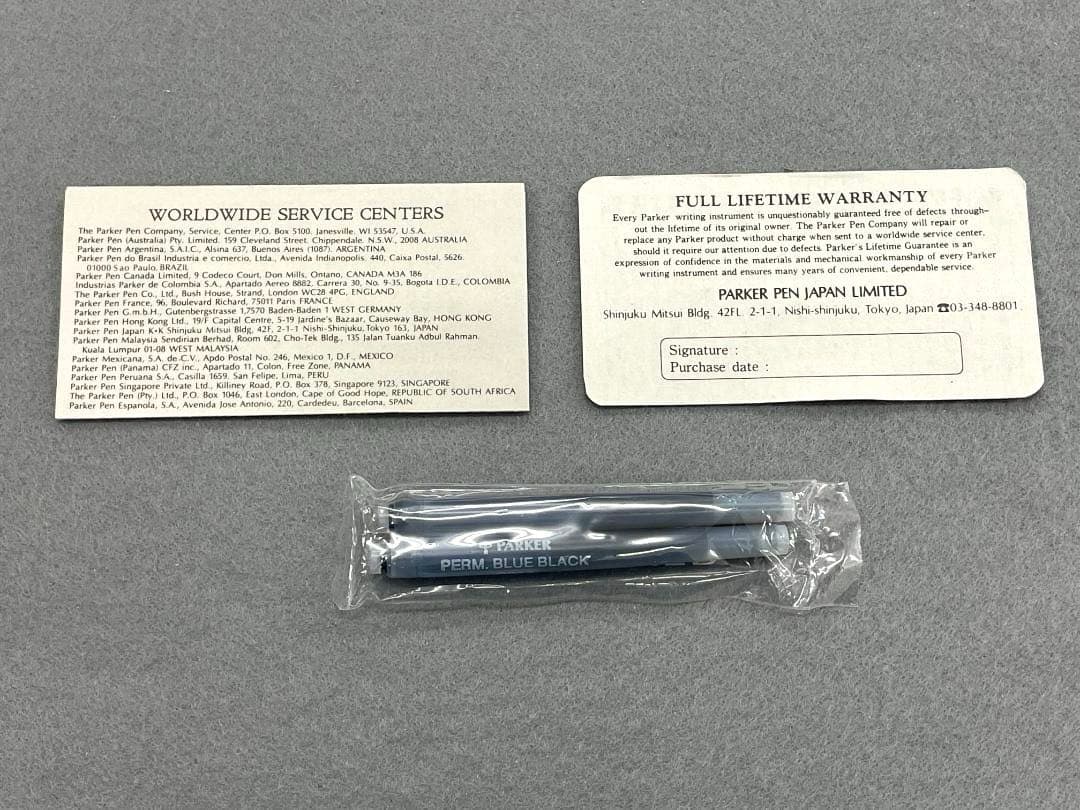 WORLDWIDE SERVICE CENTERS
The Parker Pen Company, Service, Center P.O. Box 5100. Janesville, WI 53547, U.S.A.
Parker Pen (Australia) Pty. Limited. 159 Cleveland Street. Chippendale. N.S.W., 2008 AUSTRALIA
Parker Pen Argentina, S.A.I.C., Alsina 637, Buenos Aires (1087). ARGENTINA
Parker Pen do Brasil Industria e comercio, Ltda., Avenida Indianopolis, 440, Caixa Postal, 5626.
01000 Sao Paulo, BRAZIL
Parker Pen Canada Limited, 9 Codeco Court, Don Mills, Ontano, CANADA M3A 186
Industrias Parker de Colombia S.A., Apartado Aereo 8882, Carrera 30, No. 9-35, Bogota I.D.E., COLOMBIA
The Parker Pen Co., Ltd., Bush House, Strand, London WC28 4PG, ENGLAND
Parker Pen France, 96, Boulevard Richard, 75011 Paris FRANCE
Parker Pen G.m.b.H., Gutenbergstrasse 1,7570 Baden-Baden 1 WEST GERMANY
Parker Pen Hong Kong Ltd., 19/F Capital Centre, 5-19 Jardine's Bazaar, Causeway Bay, HONG KONG
Parker Pen Japan K•K Shinjuku Mitsui Bldg, 42F, 2-1-1 Nishi-Shinjuku, Tokyo 163, JAPAN
Parker Pen Malaysia Sendirian Berhad, Room 602, Cho-Tek Bldg., 135 Jalan Tuanku Adbul Rahman.
Kuala Lumpur 01-08 WEST MALAYSIA
Parker Mexicana, S.A. de C.V., Apdo Postal No. 246, Mexico 1, D.F., MEXICO
Parker Pen (Panama) CFZ inc., Apartado 11, Colon, Free Zone, PANAMA
Parker Pen Peruana S.A., Casilla 1659, San Felipe, Lima, PERU
Parker Pen Singapore Private Ltd., Killiney Road, P.O. Box 378, Singapore 9123, SINGAPORE
The Parker Pen (Pty.) Ltd., P.O. Box 1046, East London, Cape of Good Hope, REPUBLIC OF SOUTH AFRICA
Parker Pen Espanola, S.A., Avenida Jose Antonio, 220, Cardedeu, Barcelona, SPAIN
FULL LIFETIME WARRANTY
Every Parker writing instrument is unquestionably guaranteed free of defects through-
out the lifetime of its original owner. The Parker Pen Company will repair or
replace any Parker product without charge when sent to a worldwide service center,
should it require our attention due to defects. Parker's Lifetime Guarantee is an
expression of confidence in the materials and mechanical workmanship of every Parker
writing instrument and ensures many years of convenient, dependable service.
PARKER PEN JAPAN LIMITED
Shinjuku Mitsui Bldg. 42FL. 2-1-1, Nishi-shinjuku, Tokyo, Japan ☎03-348-8801
Signature :
Purchase date :
PARKER
PERM. BLUE BLACK